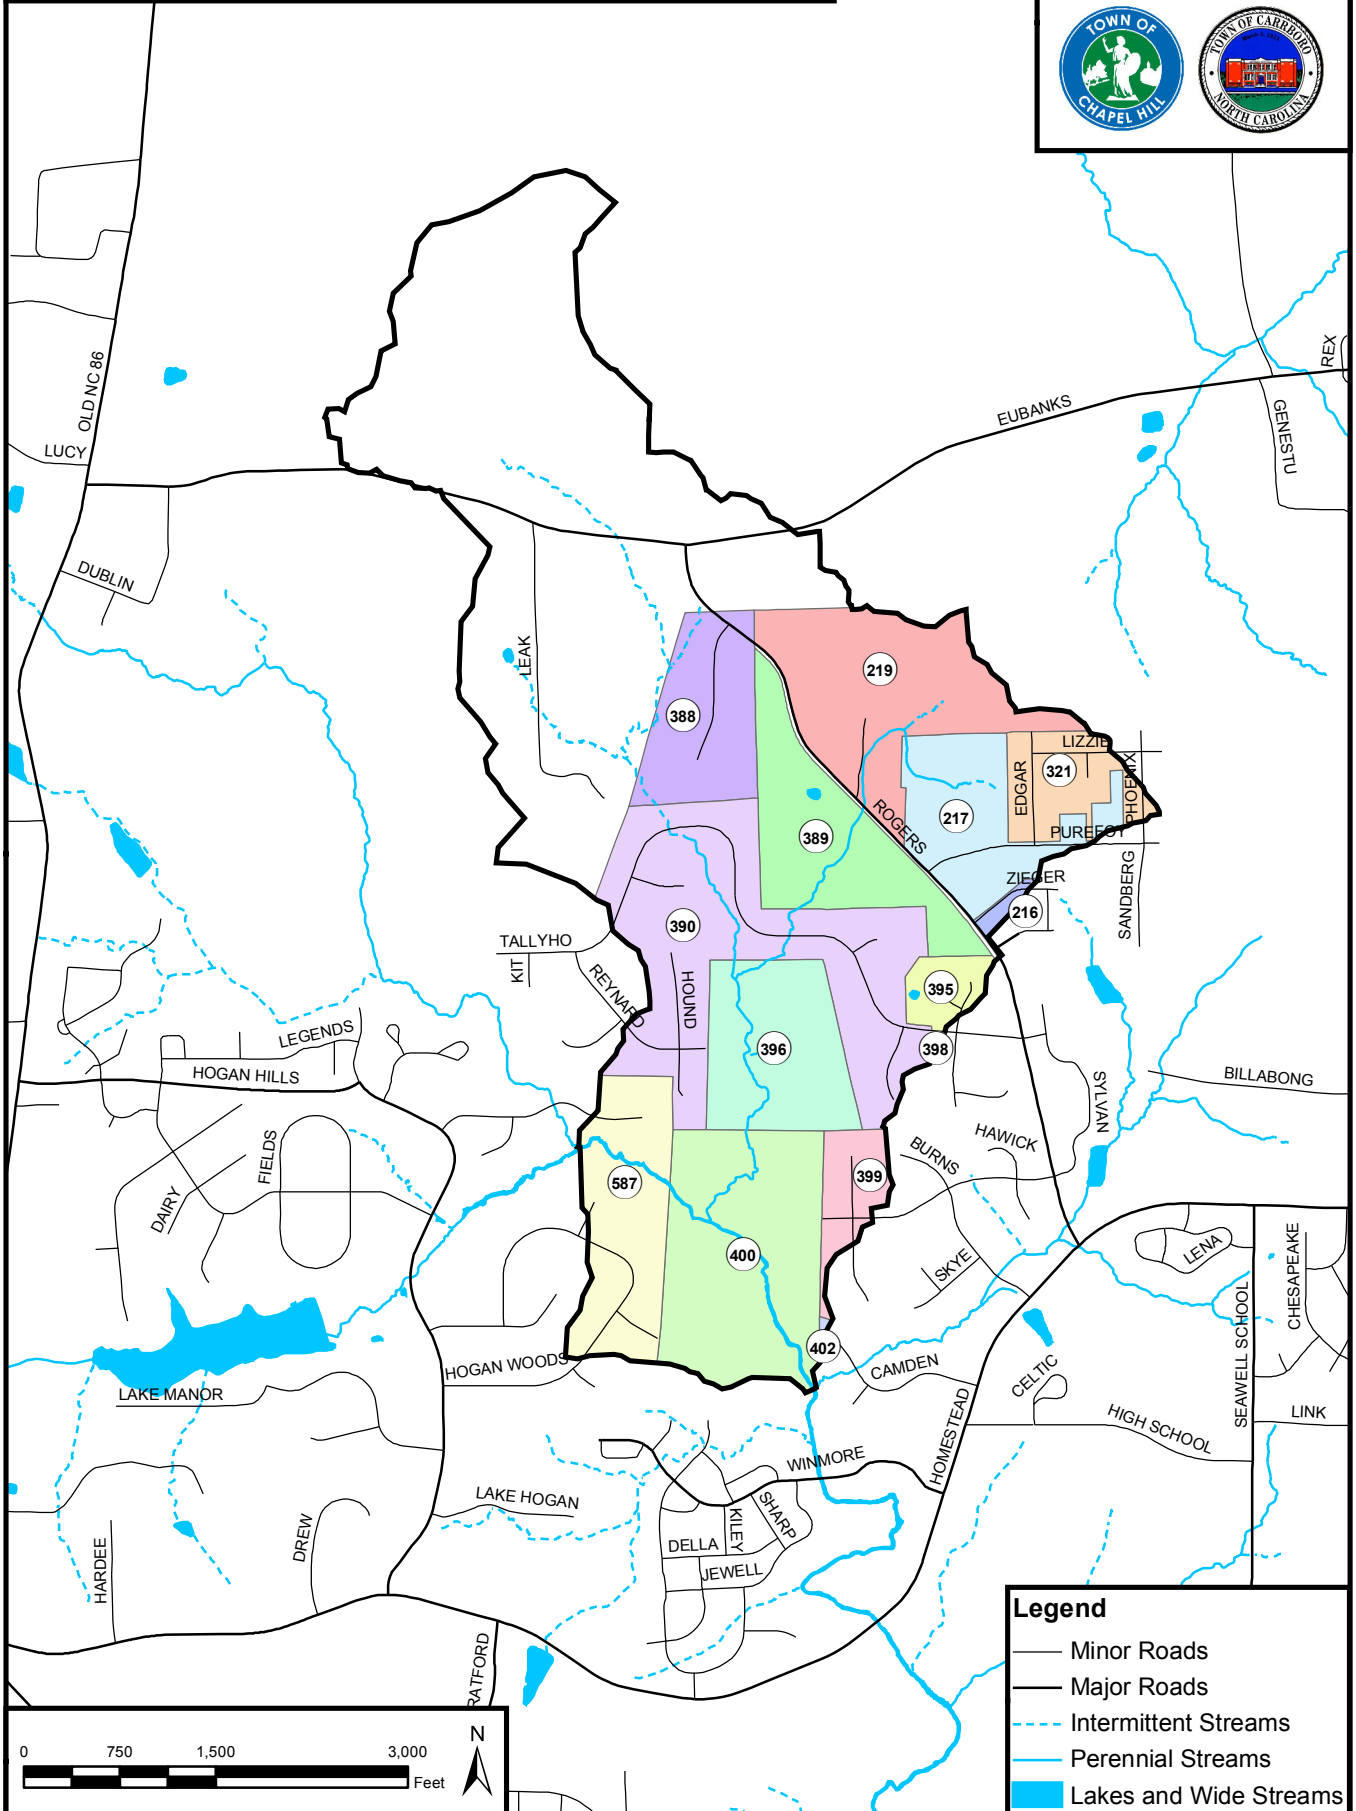 TOWN OF
CHAPEL HILL
TOWN OF CARRBORO
NORTH CAROLINA
REX
OLD NC 86
EUBANKS
GENESTU
LUCY
DUBLIN
LEAK
219
388
LIZZIE
321
EDGAR
PHOENIX
ROGERS
217
389
PUREFOY
ZIEGER
SANDBERG
216
390
TALLYHO
KIT
REYNARD
HOUND
395
LEGENDS
396
398
HOGAN HILLS
SYLVAN
BILLABONG
FIELDS
HAWICK
BURNS
587
399
DAIRY
400
LENA
CHESAPEAKE
SKYE
SEAWELL SCHOOL
402
HOGAN WOODS
CAMDEN
CELTIC
LAKE MANOR
HOMESTEAD
HIGH SCHOOL
LINK
WINMORE
LAKE HOGAN
SHARP
KILEY
DREW
DELLA
HARDEE
JEWELL
RATFORD
Legend
Minor Roads
Major Roads
Intermittent Streams
Perennial Streams
Lakes and Wide Streams
N
0 750 1,500 3,000
Feet